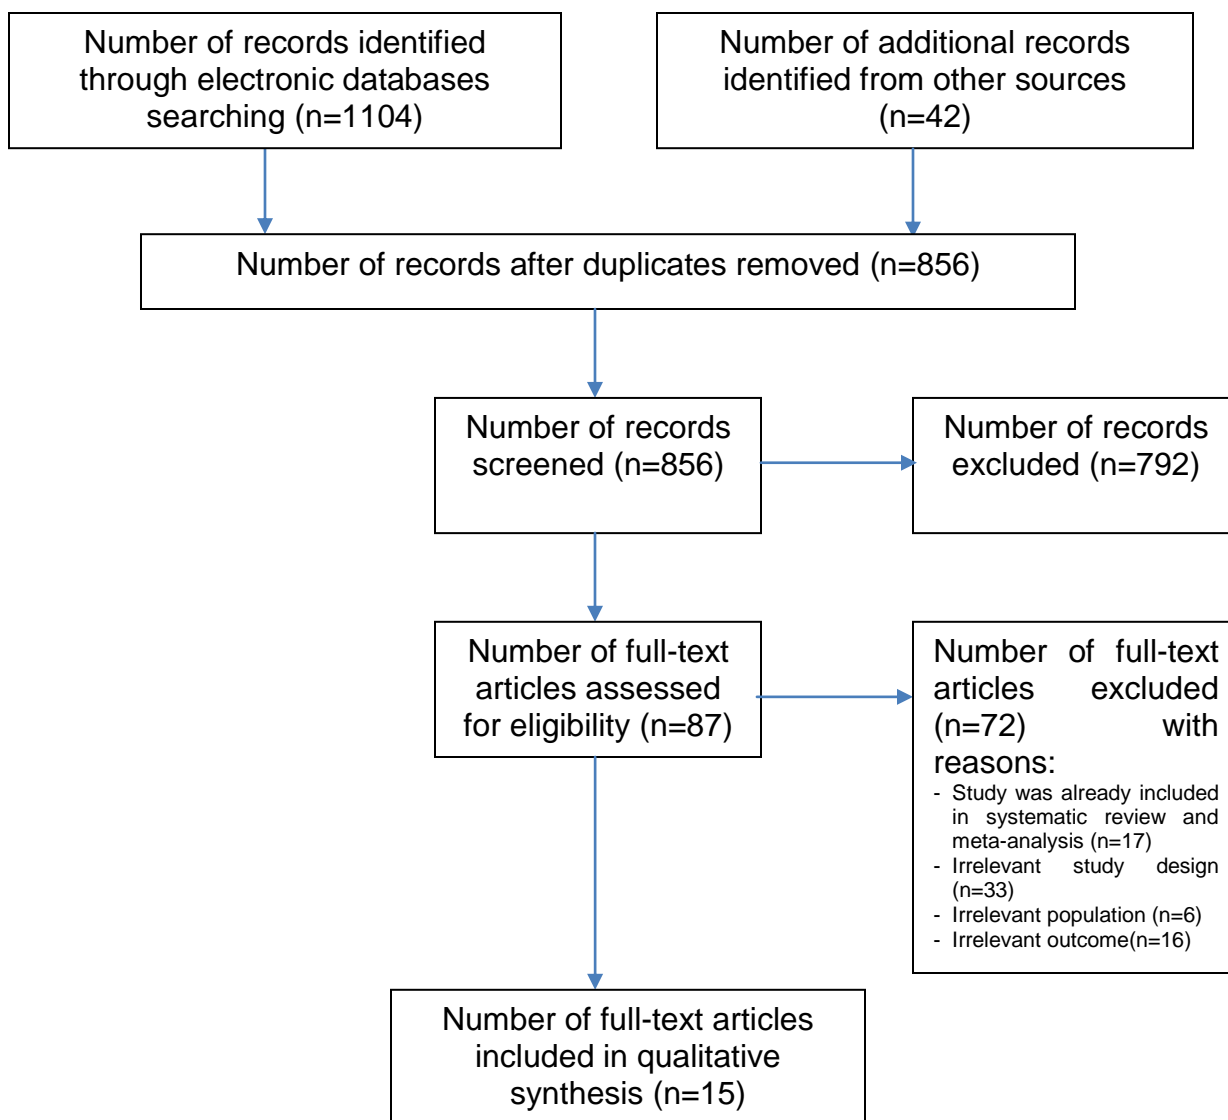 Number of records identified
through electronic databases
searching (n=1104)
Number of additional records
identified from other sources
(n=42)
Number of records after duplicates removed (n=856)
Number of records
screened (n=856)
Number of records
excluded (n=792)
Number of full-text
articles assessed
for eligibility (n=87)
Number of full-text
articles excluded
(n=72) with
reasons:
- Study was already included
in systematic review and
meta-analysis (n=17)
- Irrelevant study design
(n=33)
- Irrelevant population (n=6)
- Irrelevant outcome(n=16)
Number of full-text articles
included in qualitative
synthesis (n=15)